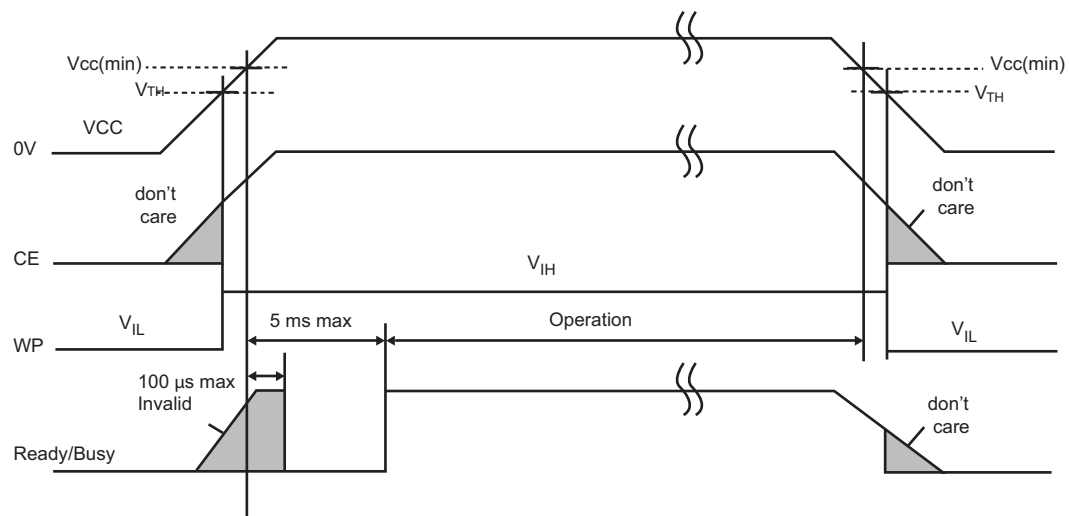 Vcc(min)
Vcc(min)
VTH
VTH
VCC
0V
don't
care
don't
care
CE
VIH
VIL
5 ms max
Operation
VIL
WP
100 µs max
Invalid
don't
care
Ready/Busy